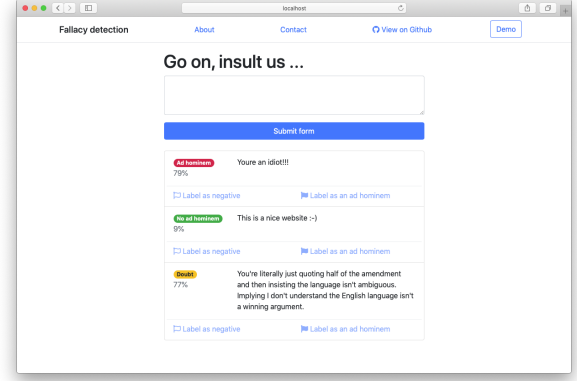 localhost
Fallacy detection About Contact View on Github Demo
Go on, insult us ...
Submit form
Ad hominem Youre an idiot!!!
79%
Label as negative Label as an ad hominem
No ad hominem This is a nice website :-)
9%
Label as negative Label as an ad hominem
Doubt You're literally just quoting half of the amendment
77% and then insisting the language isn't ambiguous.
Implying I don't understand the English language isn't
a winning argument.
Label as negative Label as an ad hominem